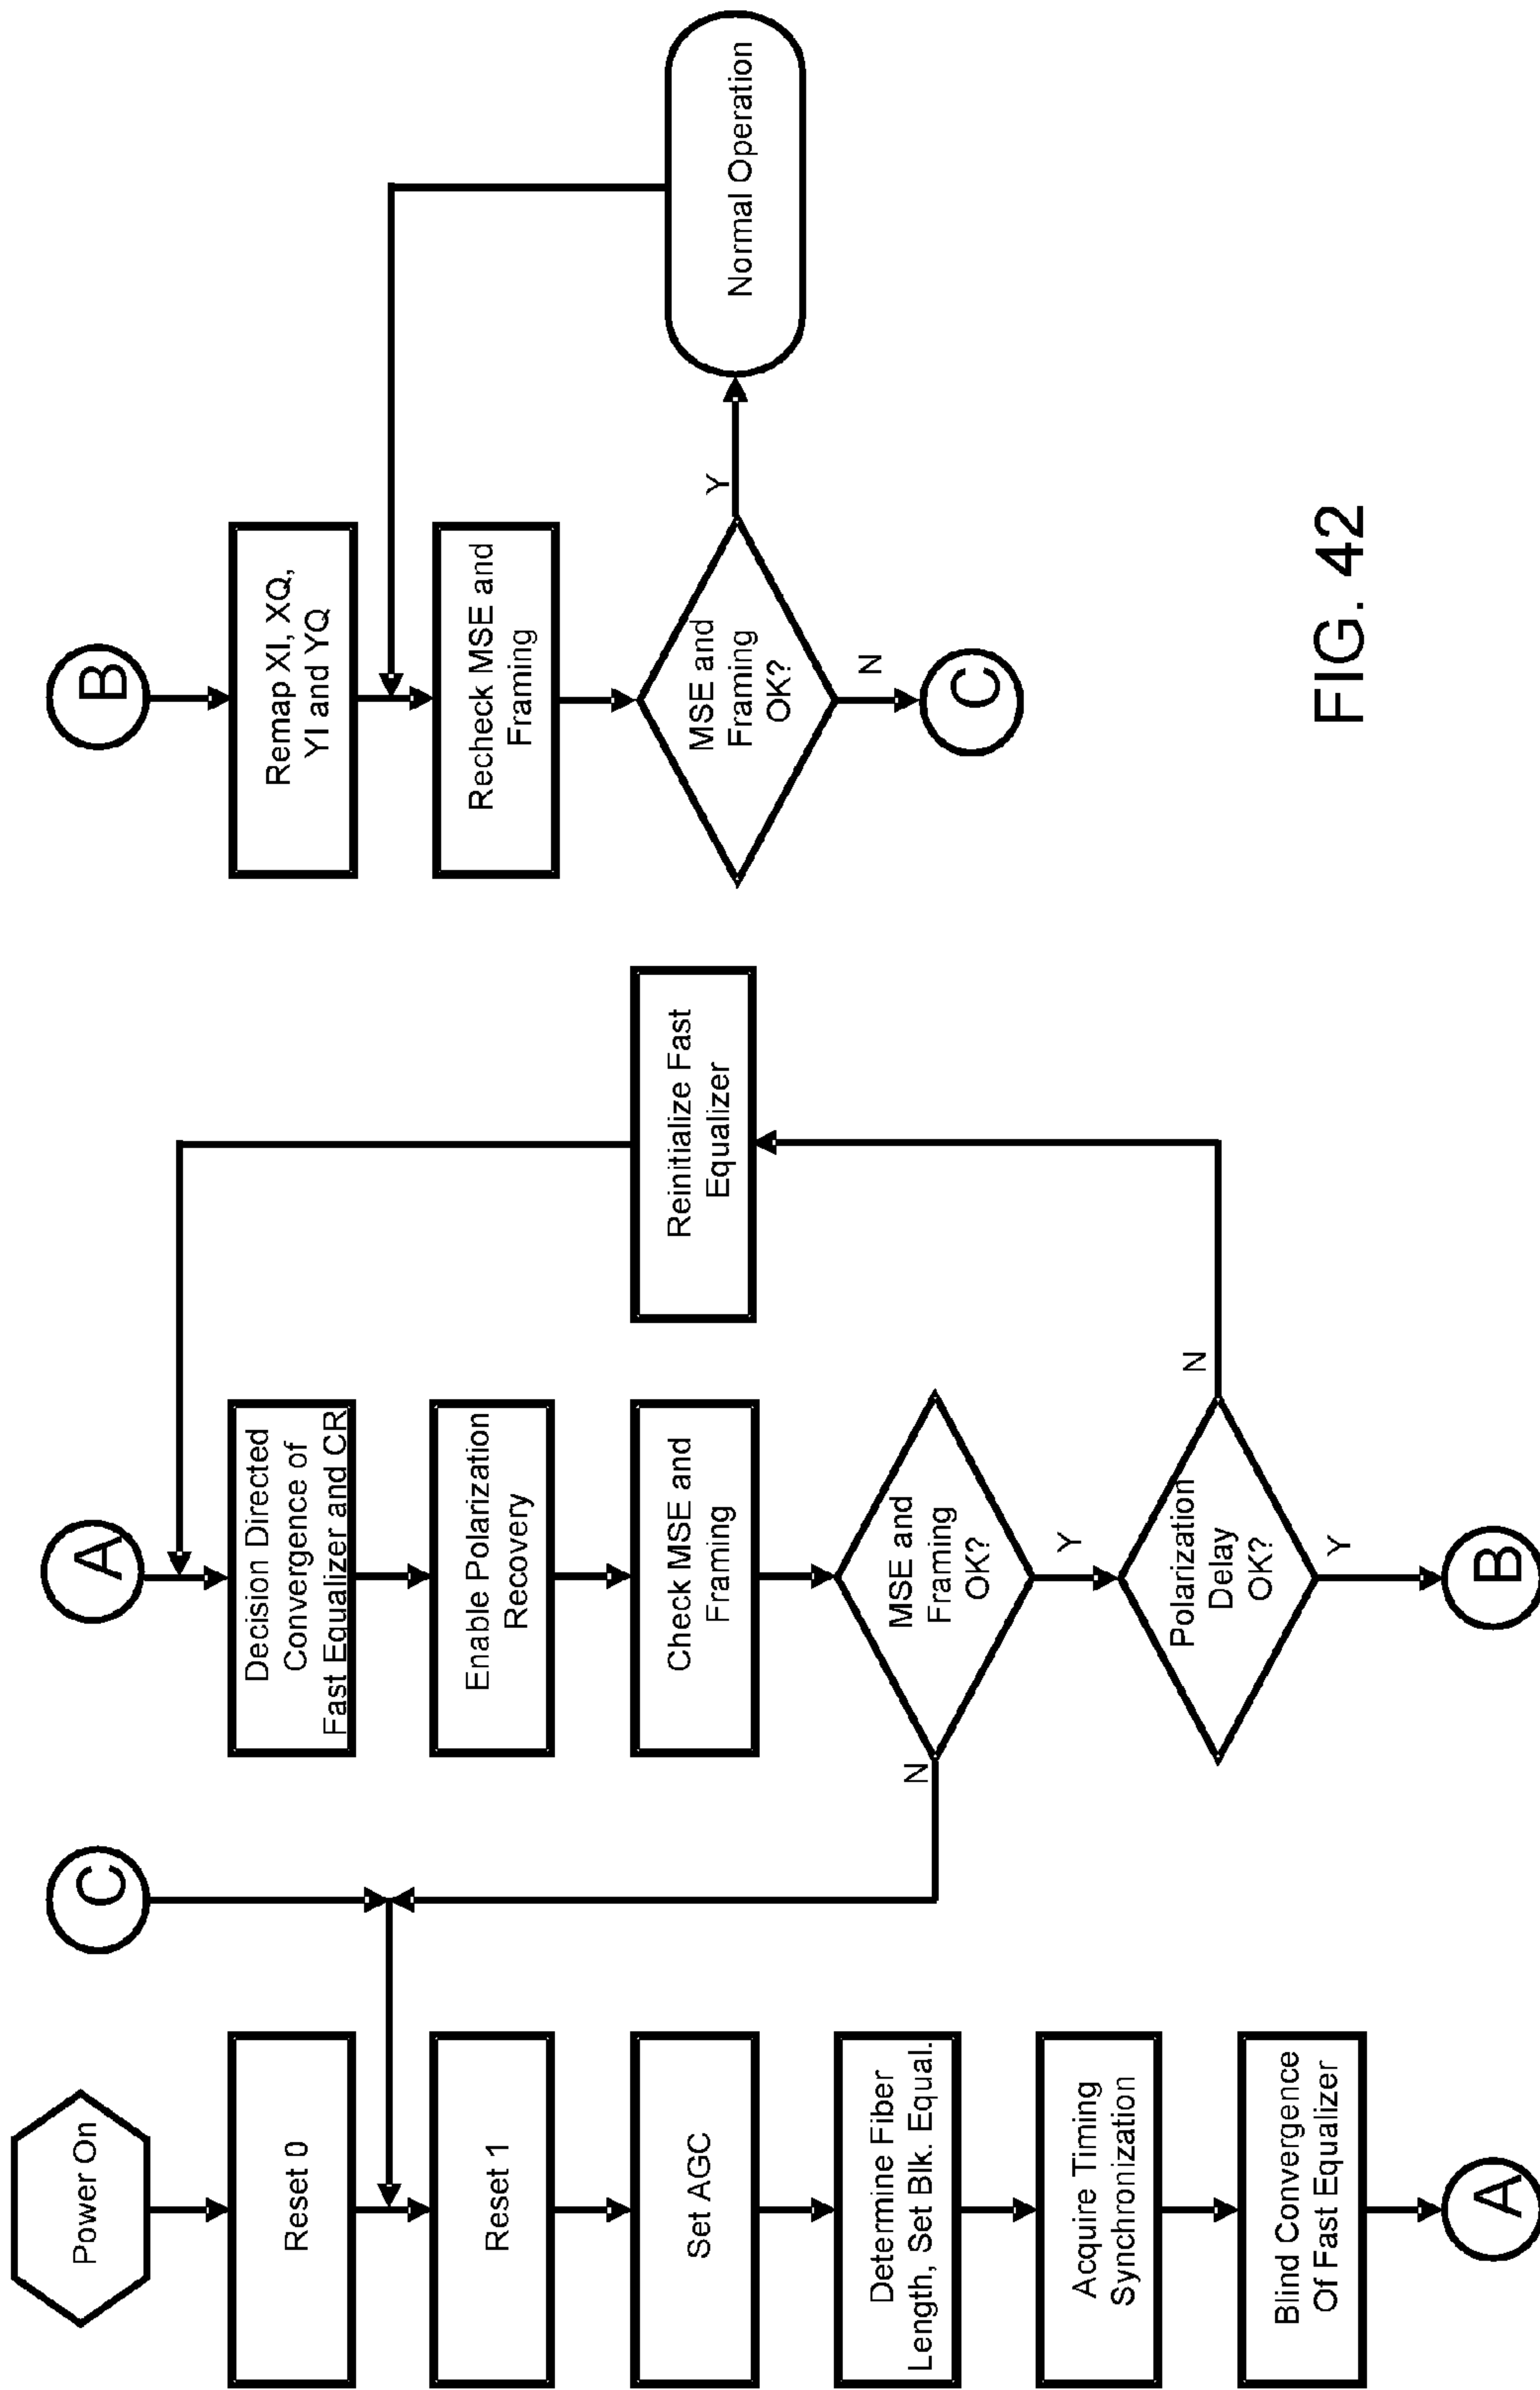 Power On
Reset 0
Reset 1
Set AGC
Determine Fiber
Length, Set Blk. Equal.
Acquire Timing
Synchronization
Blind Convergence
Of Fast Equalizer
A
C
A
Decision Directed
Convergence of
Fast Equalizer and CR
Enable Polarization
Recovery
Check MSE and
Framing
MSE and
Framing
OK?
N
Y
Polarization
Delay
OK?
N
Y
B
Reinitialize Fast
Equalizer
B
Remap XI, XQ,
YI and YQ
Recheck MSE and
Framing
MSE and
Framing
OK?
Y
N
C
Normal Operation
FIG. 42